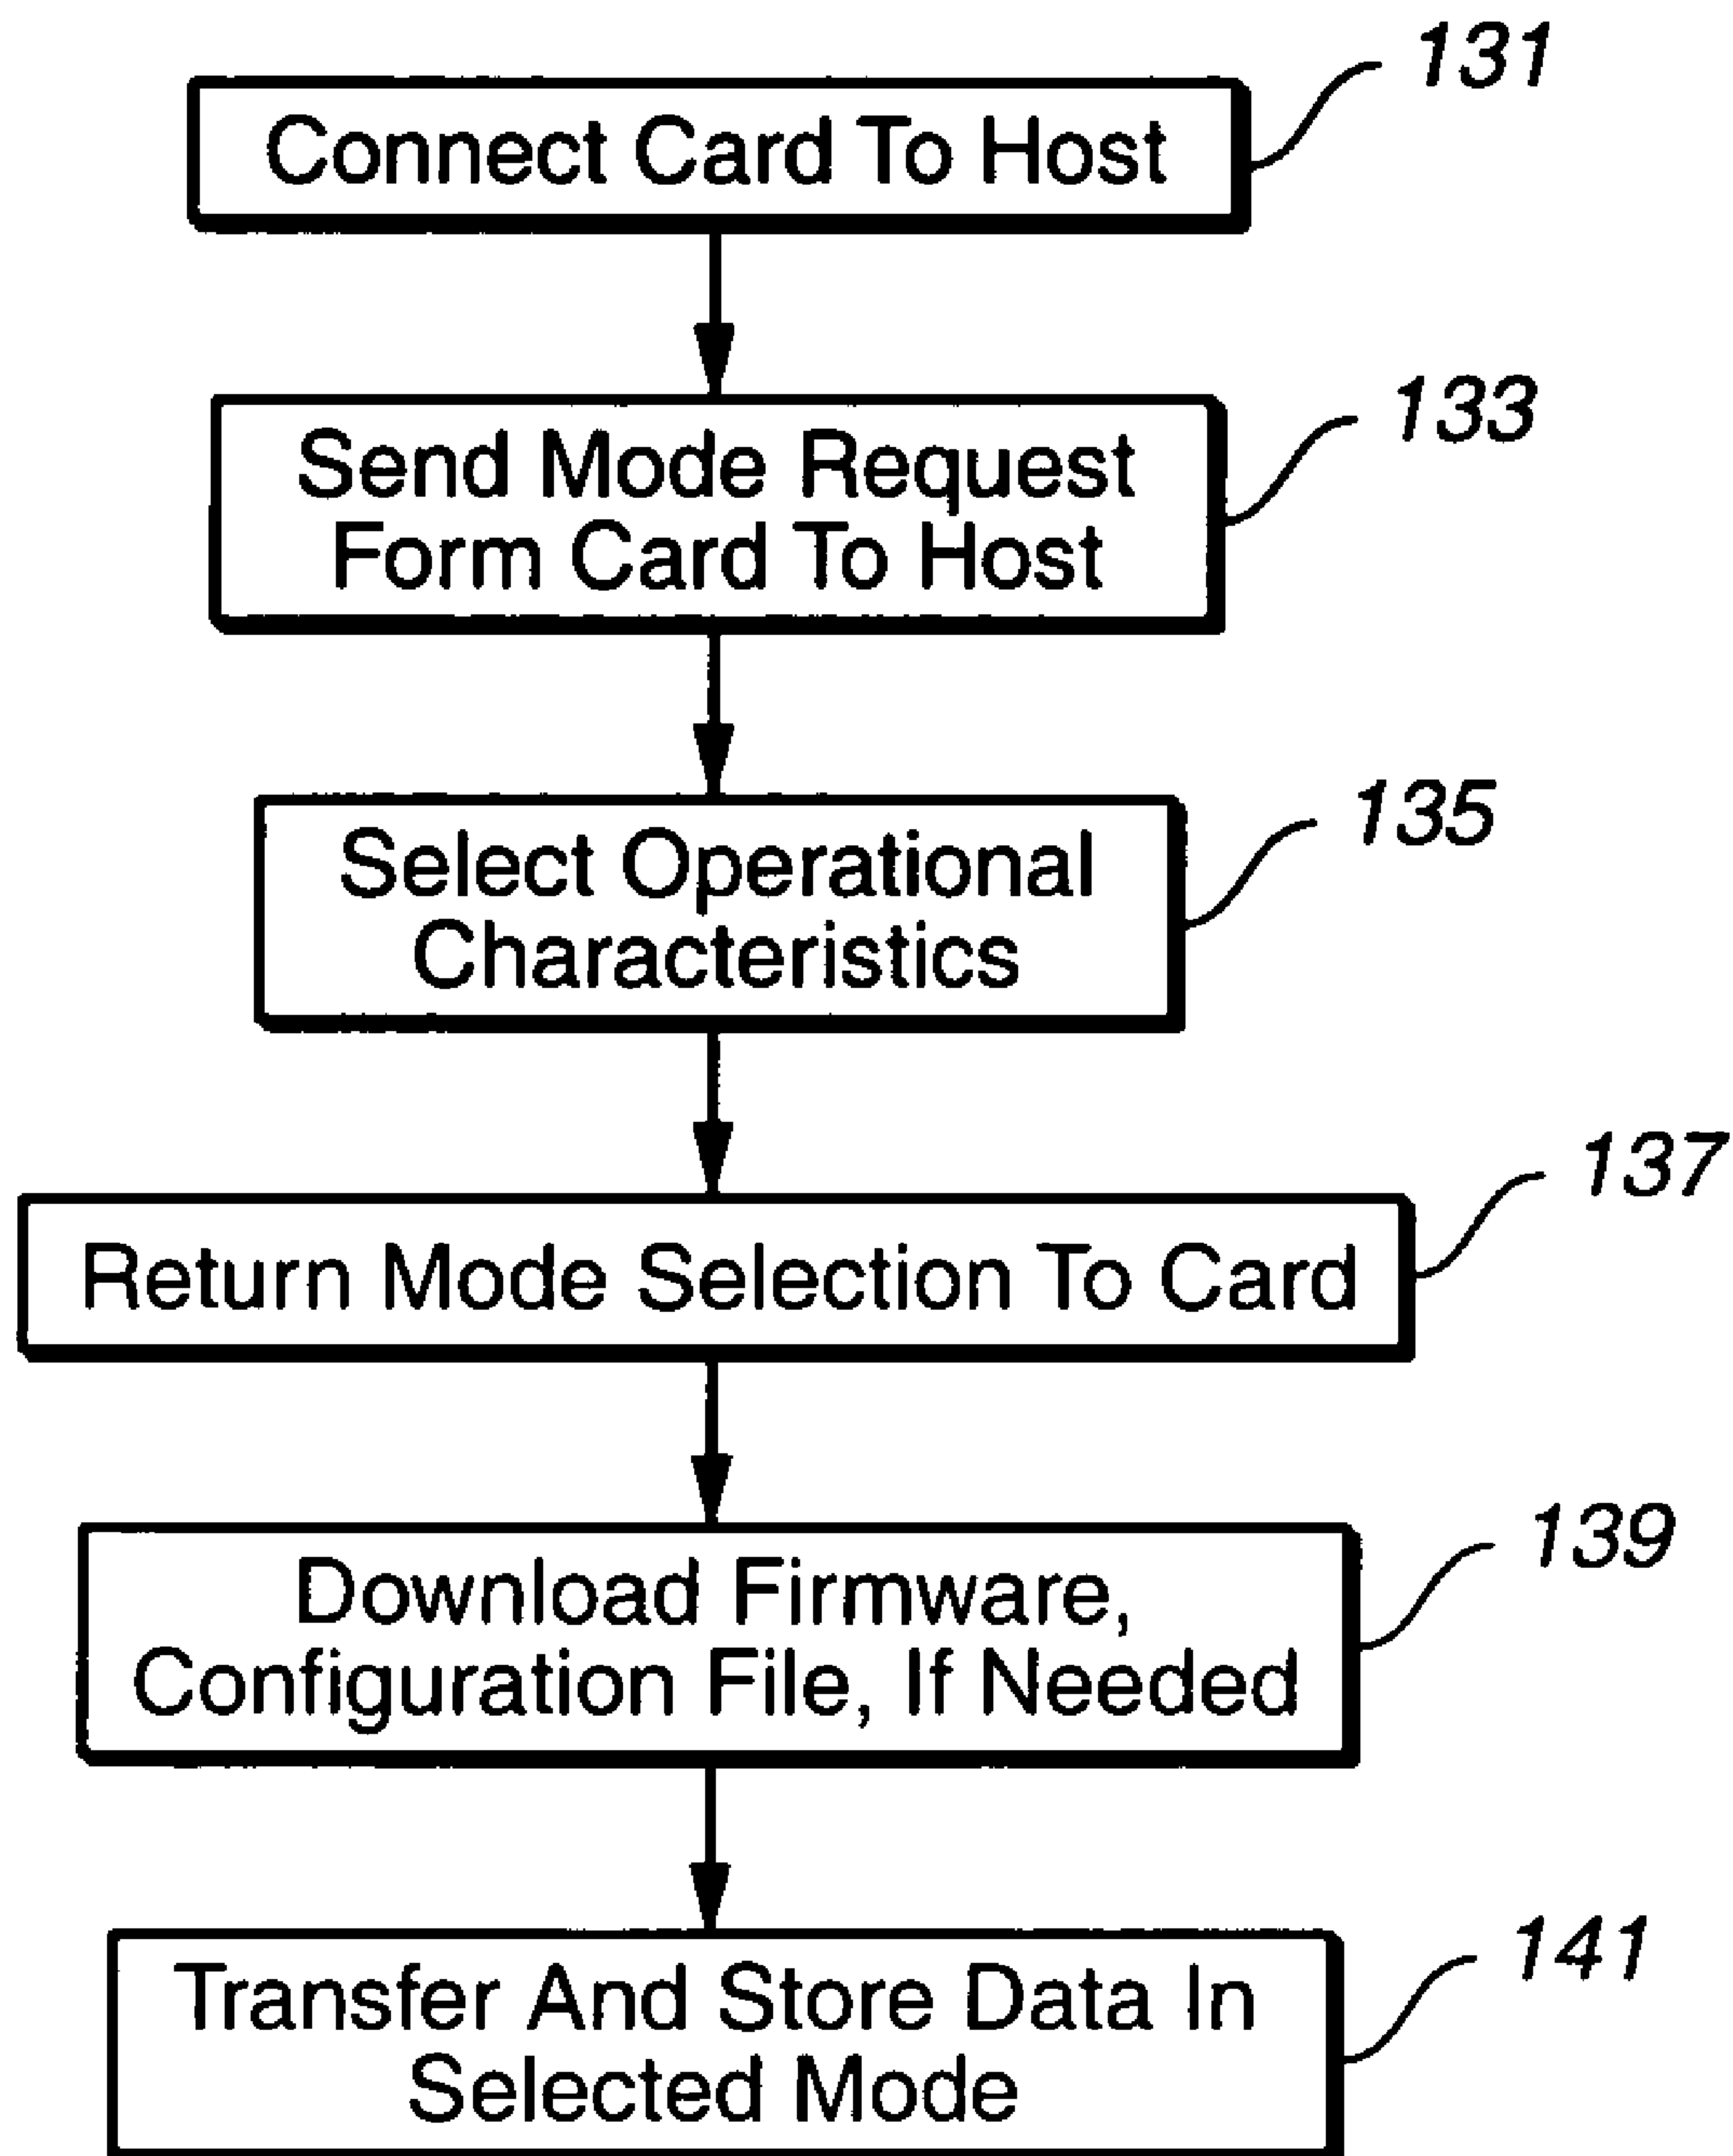 131
Connect Card To Host
133
Send Mode Request
Form Card To Host
135
Select Operational
Characteristics
137
Return Mode Selection To Card
139
Download Firmware,
Configuration File, If Needed
141
Transfer And Store Data In
Selected Mode